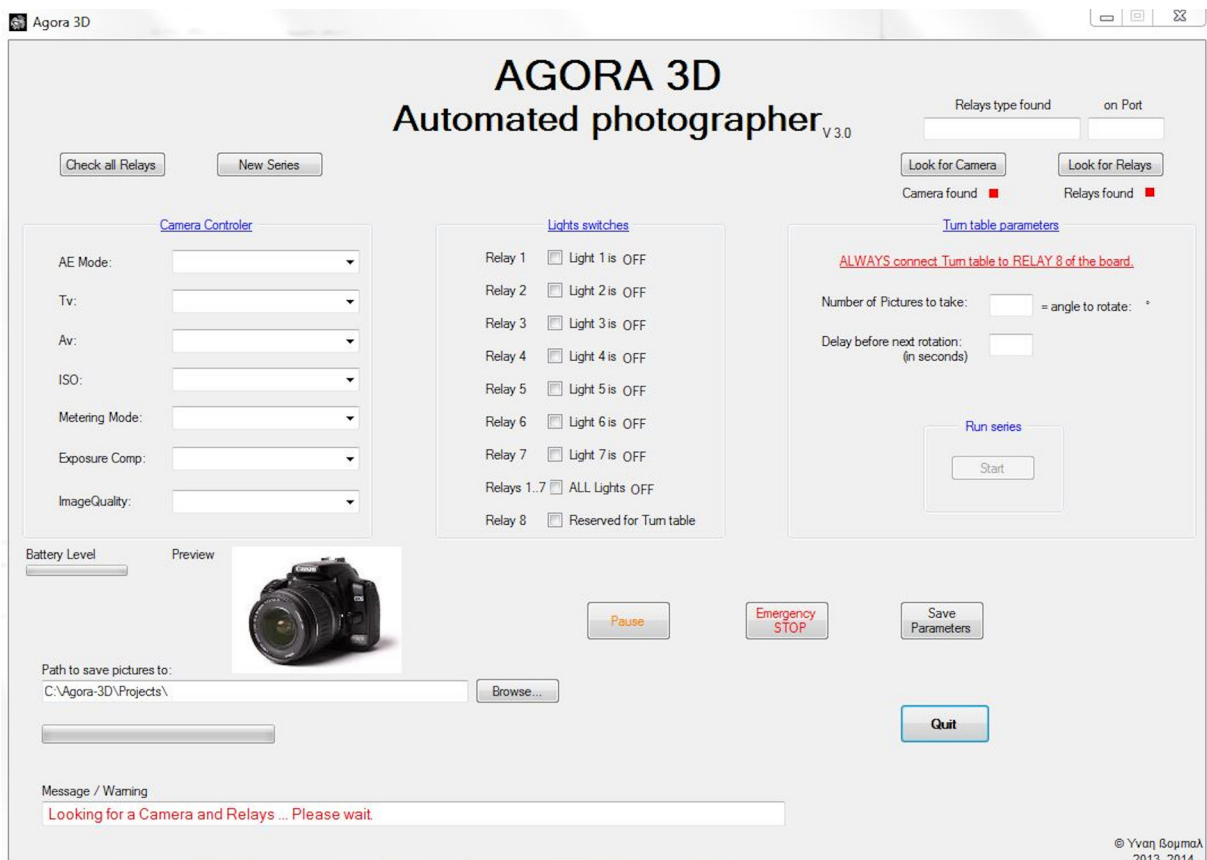 Agora 3D
AGORA 3D
Automated photographer V 3.0
Relays type found
on Port
Check all Relays
New Series
Look for Camera
Look for Relays
Camera found
Relays found
Camera Controler
AE Mode:
Tv:
Av:
ISO:
Metering Mode:
Exposure Comp:
ImageQuality:
Lights switches
Relay 1 Light 1 is OFF
Relay 2 Light 2 is OFF
Relay 3 Light 3 is OFF
Relay 4 Light 4 is OFF
Relay 5 Light 5 is OFF
Relay 6 Light 6 is OFF
Relay 7 Light 7 is OFF
Relays 1..7 ALL Lights OFF
Relay 8 Reserved for Turn table
Turn table parameters
ALWAYS connect Turn table to RELAY 8 of the board.
Number of Pictures to take: = angle to rotate: °
Delay before next rotation:
(in seconds)
Run series
Start
Battery Level
Preview
Canon
EOS
Pause
Emergency
STOP
Save
Parameters
Path to save pictures to:
C:\Agora-3D\Projects\
Browse...
Quit
Message / Warning
Looking for a Camera and Relays ... Please wait.
2013-2014